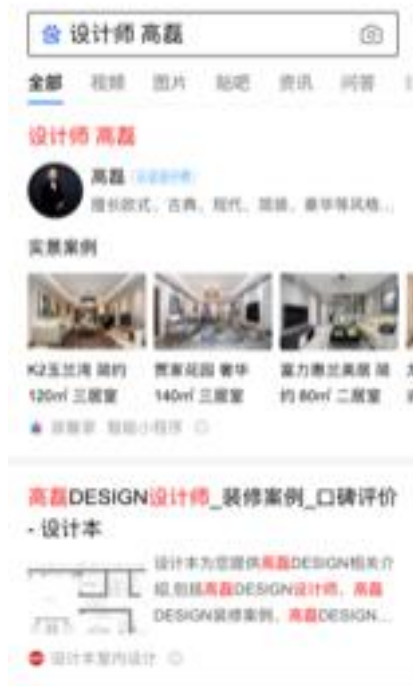 设计师 高磊
全部 视频 图片 贴吧 资讯 问答
设计师 高磊
高磊
擅长欧式、古典、现代、简装、豪华等风格...
实景案例
K2玉兰湾 简约 贾家花园 奢华 富力惠兰美居 简
120㎡ 三居室 140㎡ 三居室 约 80㎡ 二居室
智能小程序
高磊DESIGN设计师_装修案例_口碑评价
- 设计本
设计本为您提供高磊DESIGN相关介
绍,包括高磊DESIGN设计师、高磊
DESIGN装修案例、高磊DESIGN...
设计本室内设计